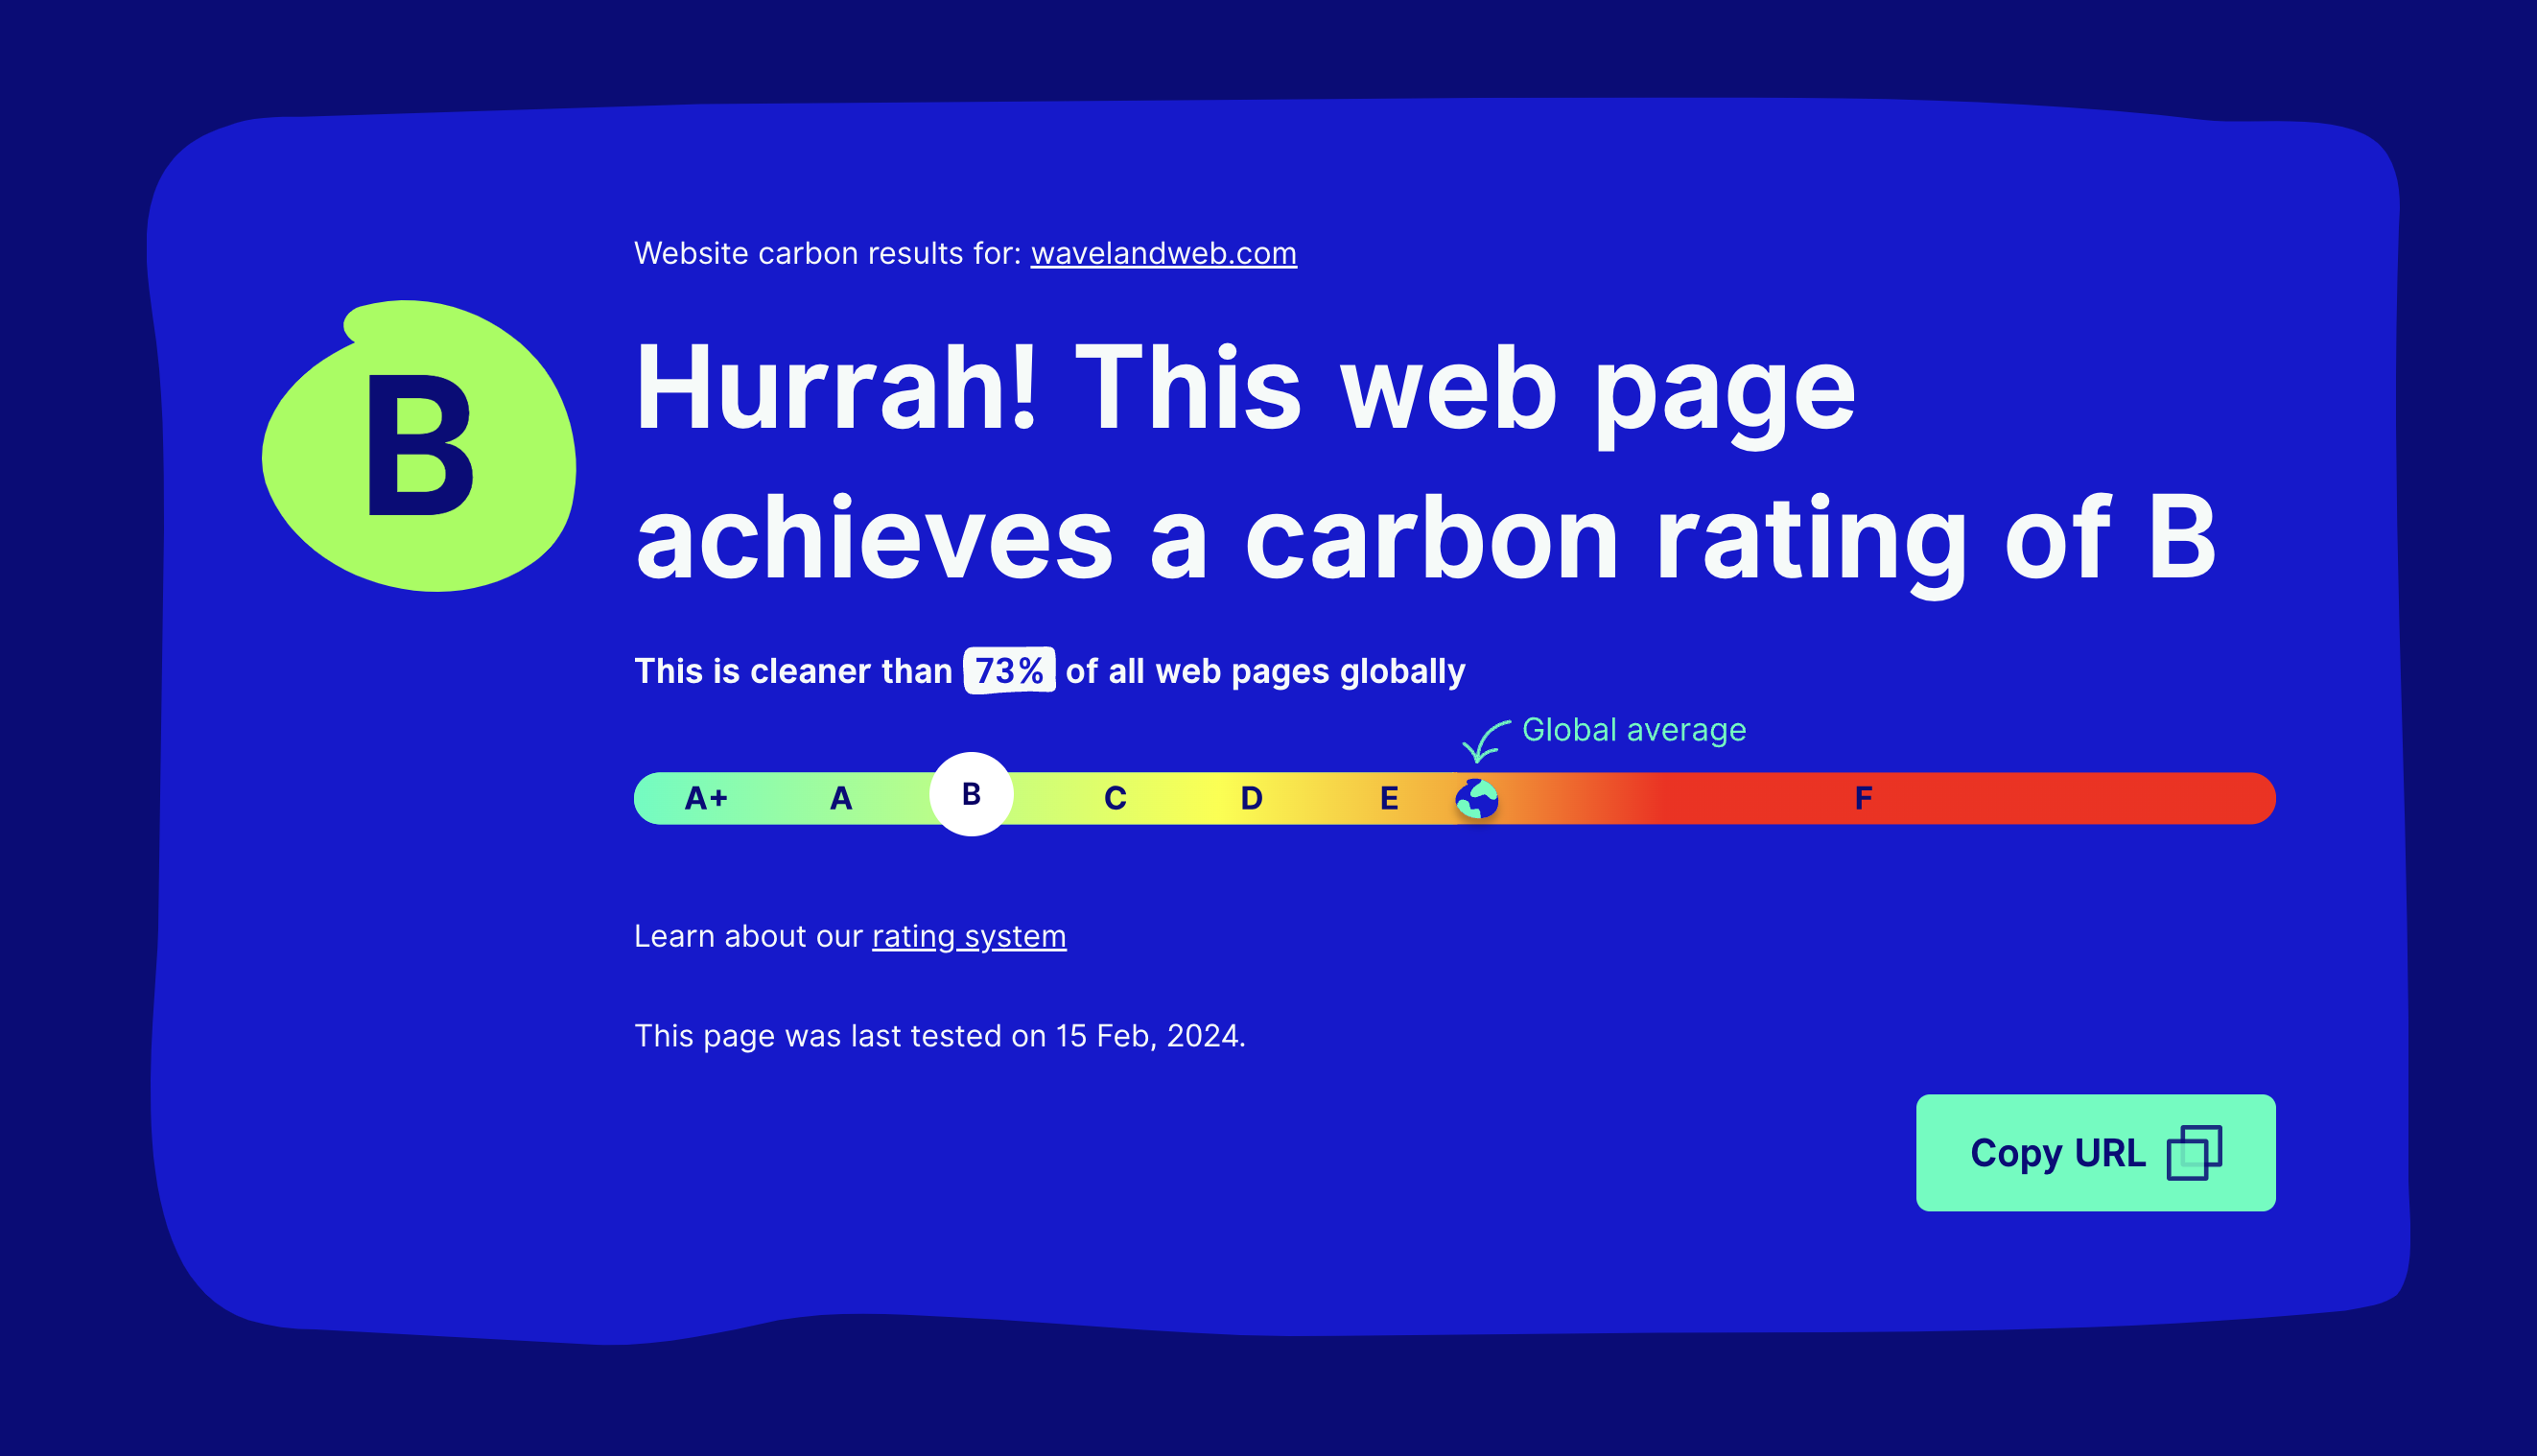 Website carbon results for: wavelandweb.com
B
Hurrah! This web page
achieves a carbon rating of B
This is cleaner than 73% of all web pages globally
Global average
A+ A B C D E F
Learn about our rating system
This page was last tested on 15 Feb, 2024.
Copy URL